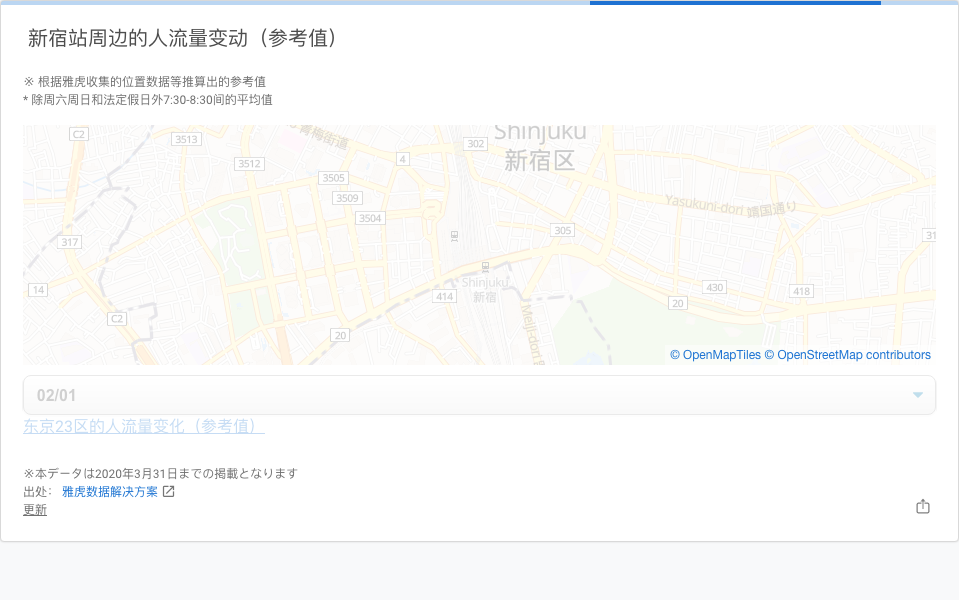 新宿站周边的人流量变动（参考值）
※ 根据雅虎收集的位置数据等推算出的参考值
* 除周六周日和法定假日外7:30-8:30间的平均值
C2
3513
青梅街道
302
Shinjuku
新宿区
3512
4
3505
3509
Yasukuni-dori 靖国通り
3504
305
317
31
14
Shinjuku
新宿
414
430
418
20
C2
Meiji-dori
20
© OpenMapTiles © OpenStreetMap contributors
02/01
东京23区的人流量变化（参考值）
※本データは2020年3月31日までの掲載となります
出处： 雅虎数据解决方案
更新